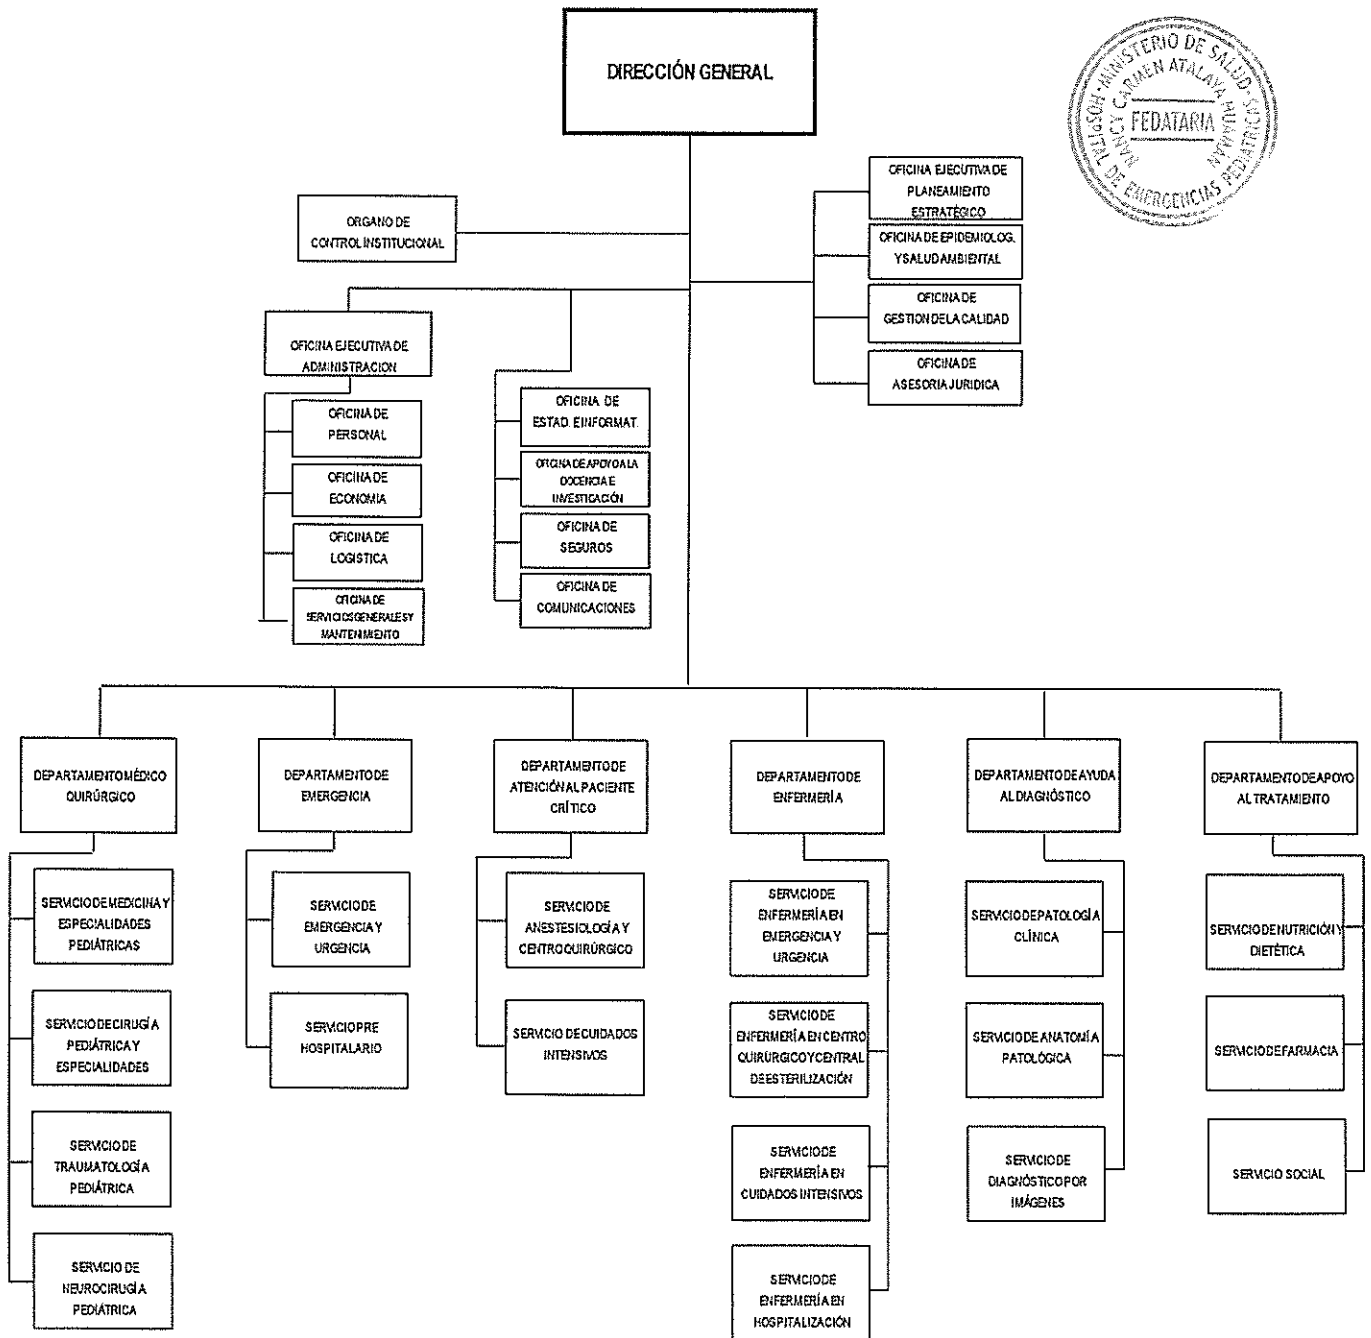 DIRECCIÓN GENERAL
HOSPITAL DE EMERGENCIAS PEDIATRICAS
MINISTERIO DE SALUD
NANCY CARMEN ATALAYA HUAMAN
FEDATARIA
ORGANO DE
CONTROL INSTITUCIONAL
OFICINA EJECUTIVA DE
PLANEAMIENTO
ESTRATÉGICO
OFICINA DE EPIDEMIOLOG.
Y SALUD AMBIENTAL
OFICINA DE
GESTION DE LA CALIDAD
OFICINA DE
ASESORIA JURIDICA
OFICINA EJECUTIVA DE
ADMINISTRACION
OFICINA DE
PERSONAL
OFICINA DE
ECONOMIA
OFICINA DE
LOGISTICA
OFICINA DE
SERVICIOS GENERALES Y
MANTENIMIENTO
OFICINA DE
ESTAD. E INFORMAT.
OFICINA DE APOYO A LA
DOCENCIA E
INVESTIGACIÓN
OFICINA DE
SEGUROS
OFICINA DE
COMUNICACIONES
DEPARTAMENTO MÉDICO
QUIRÚRGICO
SERVICIO DE MEDICINA Y
ESPECIALIDADES
PEDIÁTRICAS
SERVICIO DE CIRUGÍA
PEDIÁTRICA Y
ESPECIALIDADES
SERVICIO DE
TRAUMATOLOGÍA
PEDIÁTRICA
SERVICIO DE
NEUROCIRUGÍA
PEDIÁTRICA
DEPARTAMENTO DE
EMERGENCIA
SERVICIO DE
EMERGENCIA Y
URGENCIA
SERVICIO PRE
HOSPITALARIO
DEPARTAMENTO DE
ATENCIÓN AL PACIENTE
CRÍTICO
SERVICIO DE
ANESTESIOLOGÍA Y
CENTRO QUIRÚRGICO
SERVICIO DE CUIDADOS
INTENSIVOS
DEPARTAMENTO DE
ENFERMERÍA
SERVICIO DE
ENFERMERÍA EN
EMERGENCIA Y
URGENCIA
SERVICIO DE
ENFERMERÍA EN CENTRO
QUIRÚRGICO Y CENTRAL
DE ESTERILIZACIÓN
SERVICIO DE
ENFERMERÍA EN
CUIDADOS INTENSIVOS
SERVICIO DE
ENFERMERÍA EN
HOSPITALIZACIÓN
DEPARTAMENTO DE AYUDA
AL DIAGNÓSTICO
SERVICIO DE PATOLOGÍA
CLÍNICA
SERVICIO DE ANATOMÍA
PATOLÓGICA
SERVICIO DE
DIAGNÓSTICO POR
IMÁGENES
DEPARTAMENTO DE APOYO
AL TRATAMIENTO
SERVICIO DE NUTRICIÓN Y
DIETÉTICA
SERVICIO DE FARMACIA
SERVICIO SOCIAL